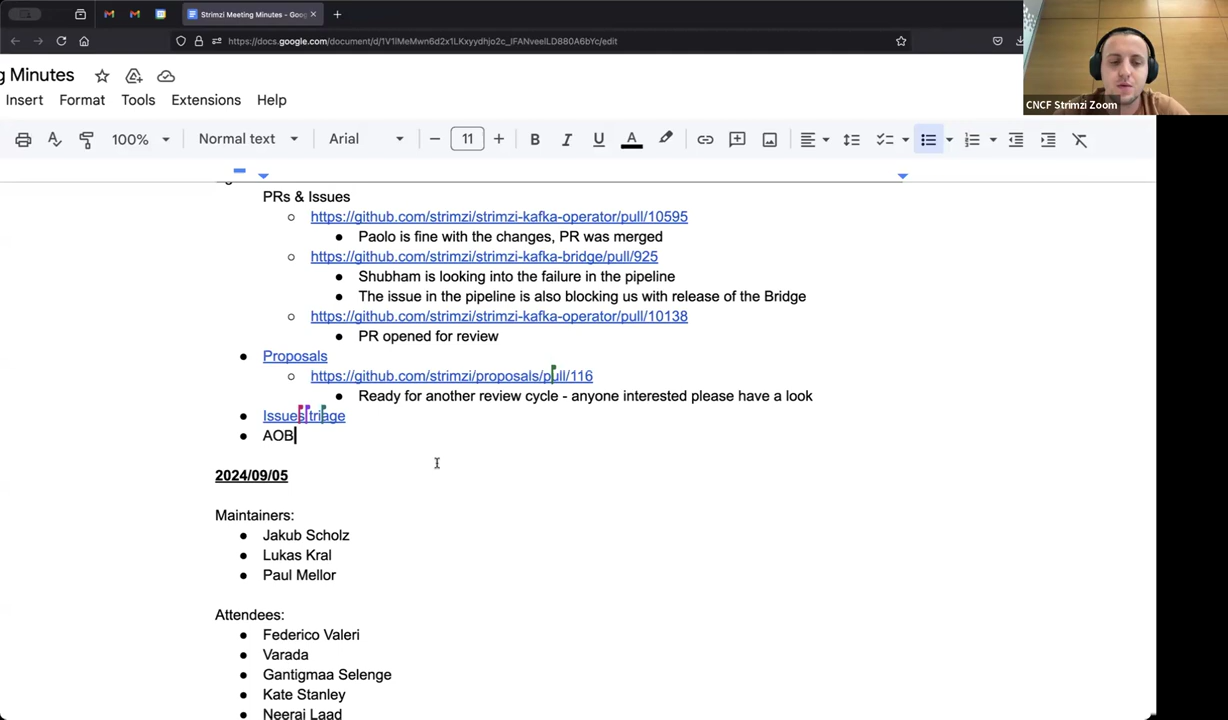 Strimzi Meeting Minutes – Goog
https://docs.google.com/document/d/1V1lMeMwn6d2x1LKxyydhjo2c_lFANveelLD880A6bYc/edit
g Minutes
Insert Format Tools Extensions Help
100% Normal text Arial 11
CNCF Strimzi Zoom
PRs & Issues
https://github.com/strimzi/strimzi-kafka-operator/pull/10595
Paolo is fine with the changes, PR was merged
https://github.com/strimzi/strimzi-kafka-bridge/pull/925
Shubham is looking into the failure in the pipeline
The issue in the pipeline is also blocking us with release of the Bridge
https://github.com/strimzi/strimzi-kafka-operator/pull/10138
PR opened for review
Proposals
https://github.com/strimzi/proposals/pull/116
Ready for another review cycle - anyone interested please have a look
Issues triage
AOB
2024/09/05
Maintainers:
Jakub Scholz
Lukas Kral
Paul Mellor
Attendees:
Federico Valeri
Varada
Gantigmaa Selenge
Kate Stanley
Neeraj Laad